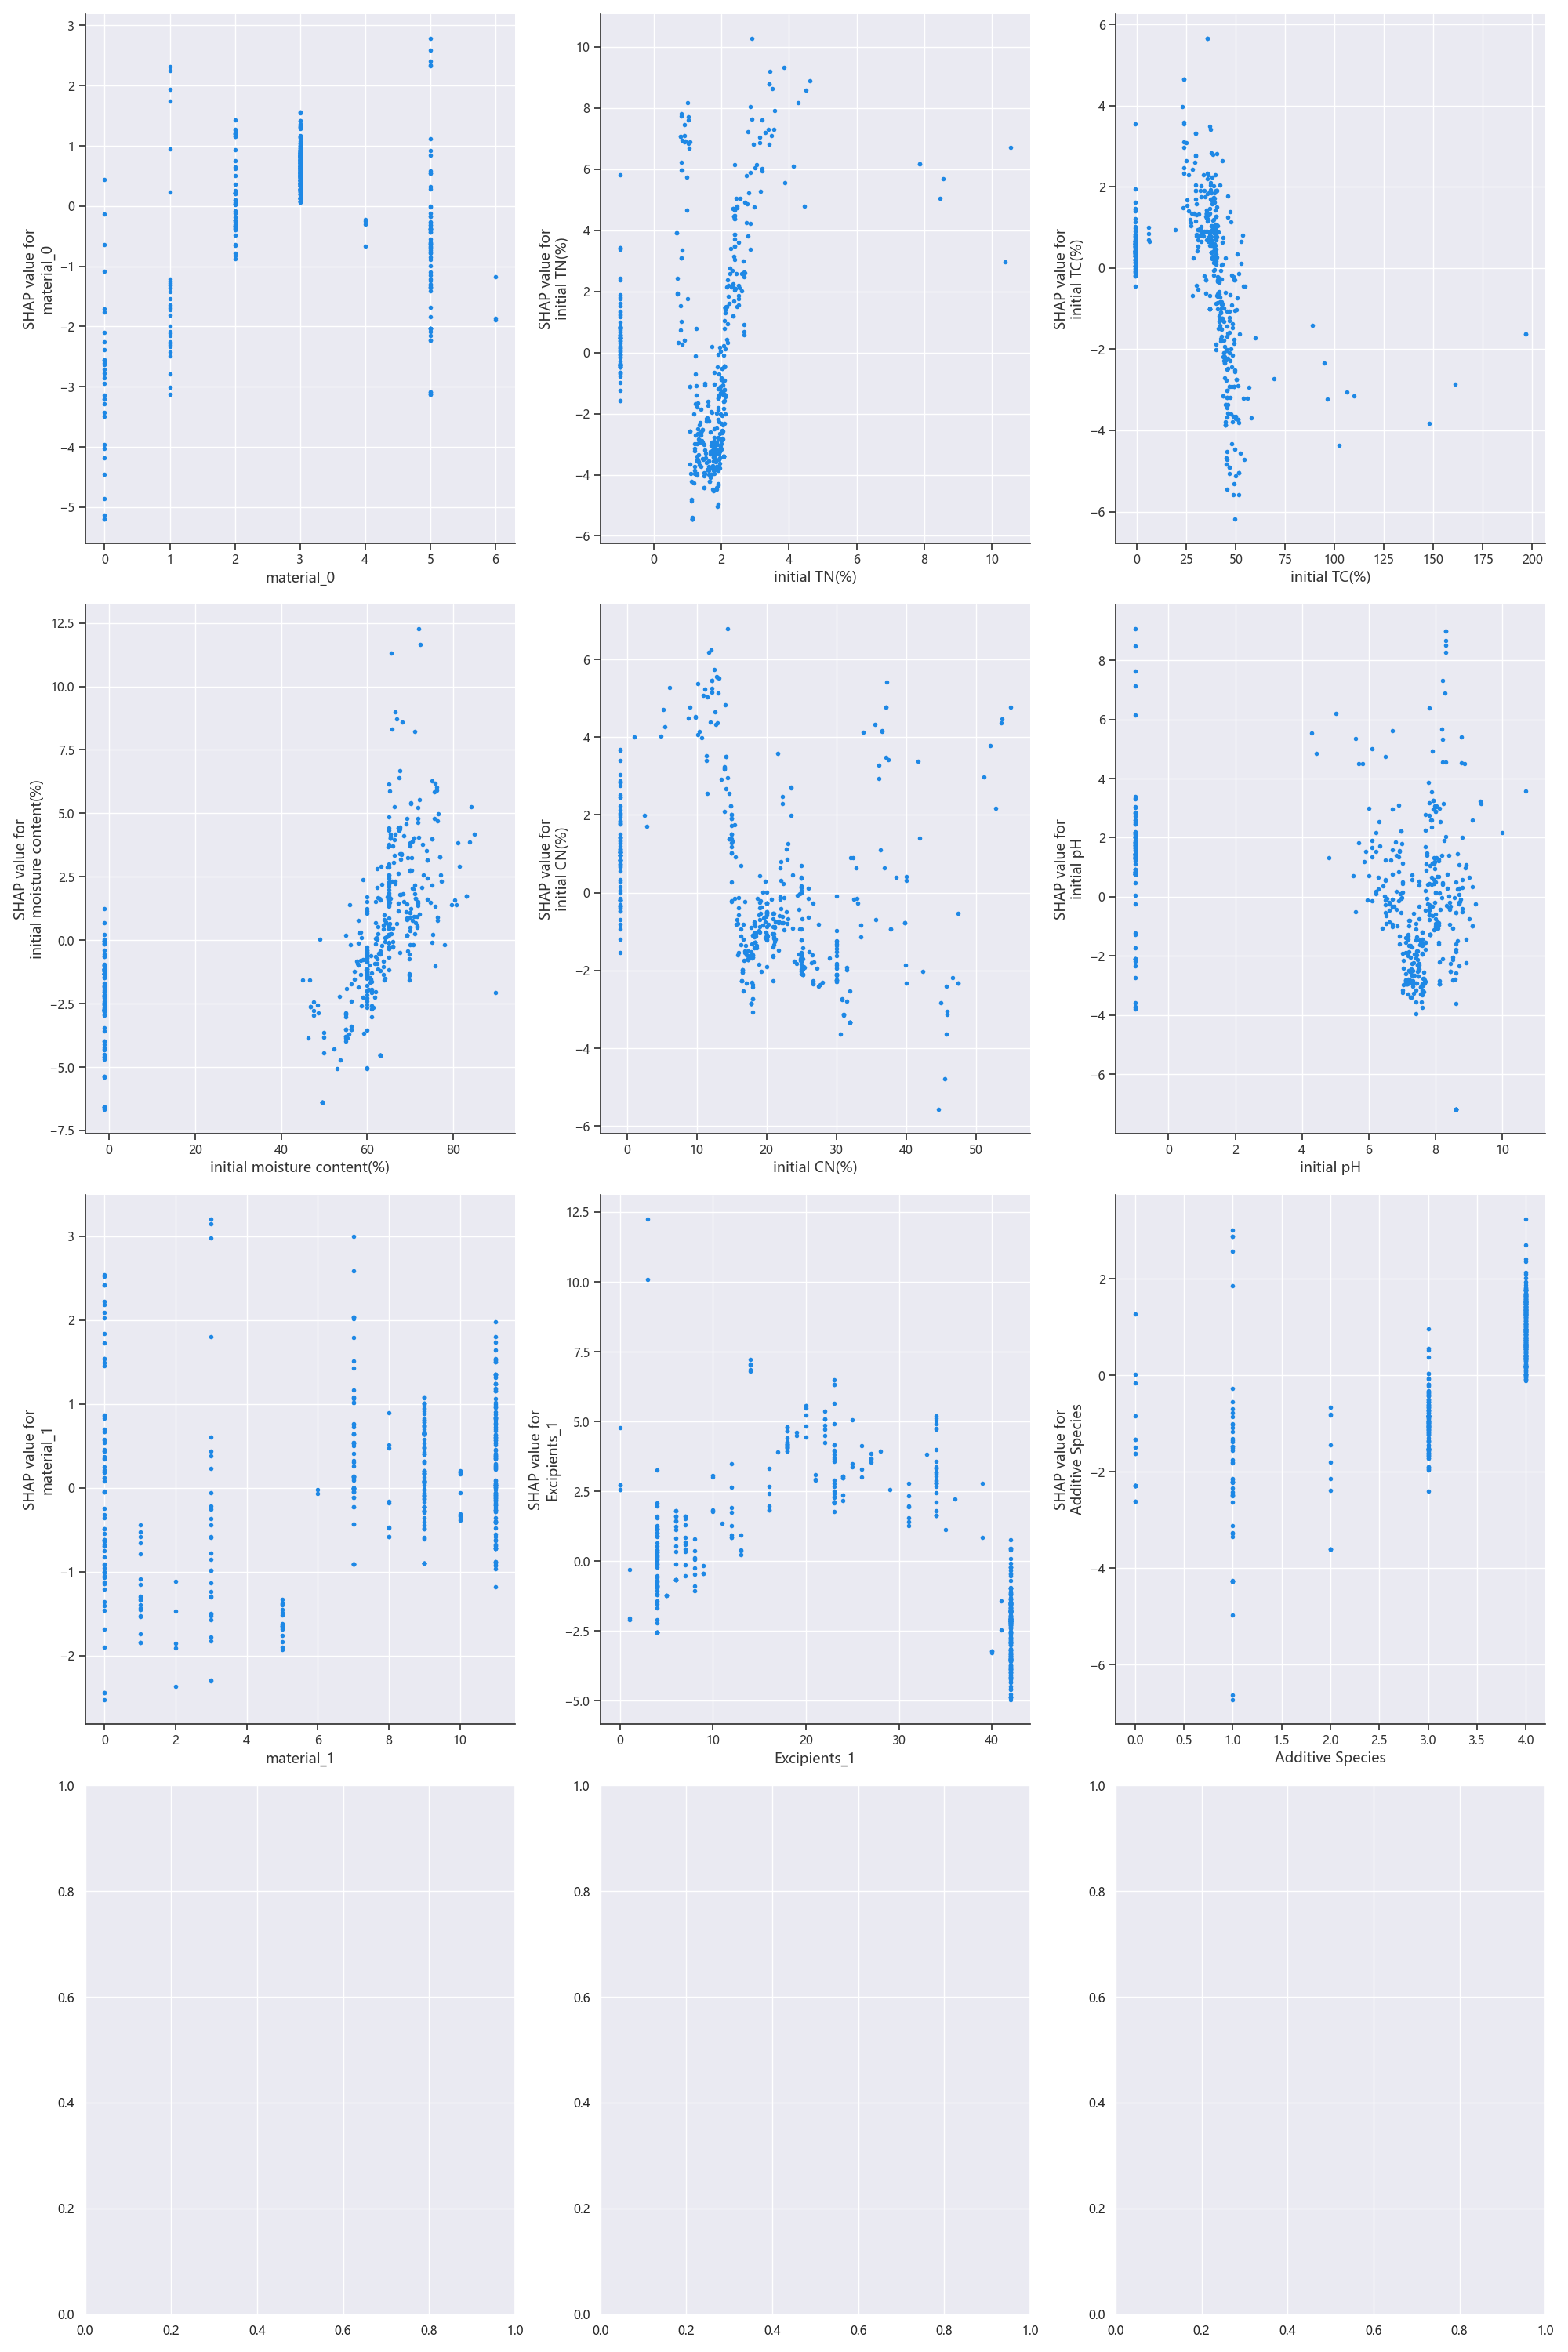 3
2
1
0
−1
−2
−3
−4
−5
SHAP value for
material_0
0 1 2 3 4 5 6
material_0
10
8
6
4
2
0
−2
−4
−6
SHAP value for
initial TN(%)
0 2 4 6 8 10
initial TN(%)
6
4
2
0
−2
−4
−6
SHAP value for
initial TC(%)
0 25 50 75 100 125 150 175 200
initial TC(%)
12.5
10.0
7.5
5.0
2.5
0.0
−2.5
−5.0
−7.5
SHAP value for
initial moisture content(%)
0 20 40 60 80
initial moisture content(%)
6
4
2
0
−2
−4
−6
SHAP value for
initial CN(%)
0 10 20 30 40 50
initial CN(%)
8
6
4
2
0
−2
−4
−6
SHAP value for
initial pH
0 2 4 6 8 10
initial pH
3
2
1
0
−1
−2
SHAP value for
material_1
0 2 4 6 8 10
material_1
12.5
10.0
7.5
5.0
2.5
0.0
−2.5
−5.0
SHAP value for
Excipients_1
0 10 20 30 40
Excipients_1
2
0
−2
−4
−6
SHAP value for
Additive Species
0.0 0.5 1.0 1.5 2.0 2.5 3.0 3.5 4.0
Additive Species
1.0
0.8
0.6
0.4
0.2
0.0
0.0 0.2 0.4 0.6 0.8 1.0
1.0
0.8
0.6
0.4
0.2
0.0
0.0 0.2 0.4 0.6 0.8 1.0
1.0
0.8
0.6
0.4
0.2
0.0
0.0 0.2 0.4 0.6 0.8 1.0